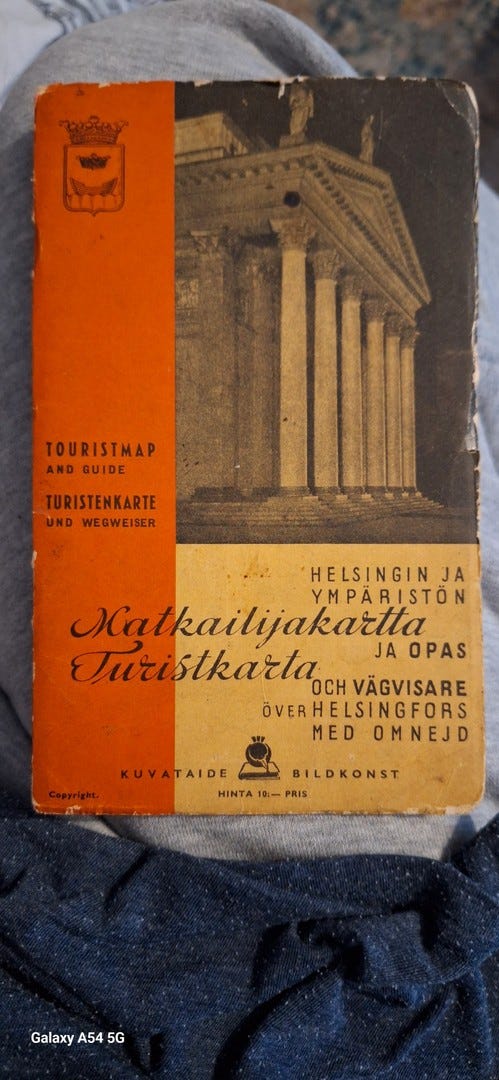 TOURISTMAP
AND GUIDE
TURISTENKARTE
UND WEGWEISER
HELSINGIN JA
YMPÄRISTÖN
Matkailijakartta
JA OPAS
Turistkarta
OCH VÄGVISARE
ÖVER HELSINGFORS
MED OMNEJD
KUVATAIDE BILDKONST
Copyright.
HINTA 10:— PRIS
Galaxy A54 5G